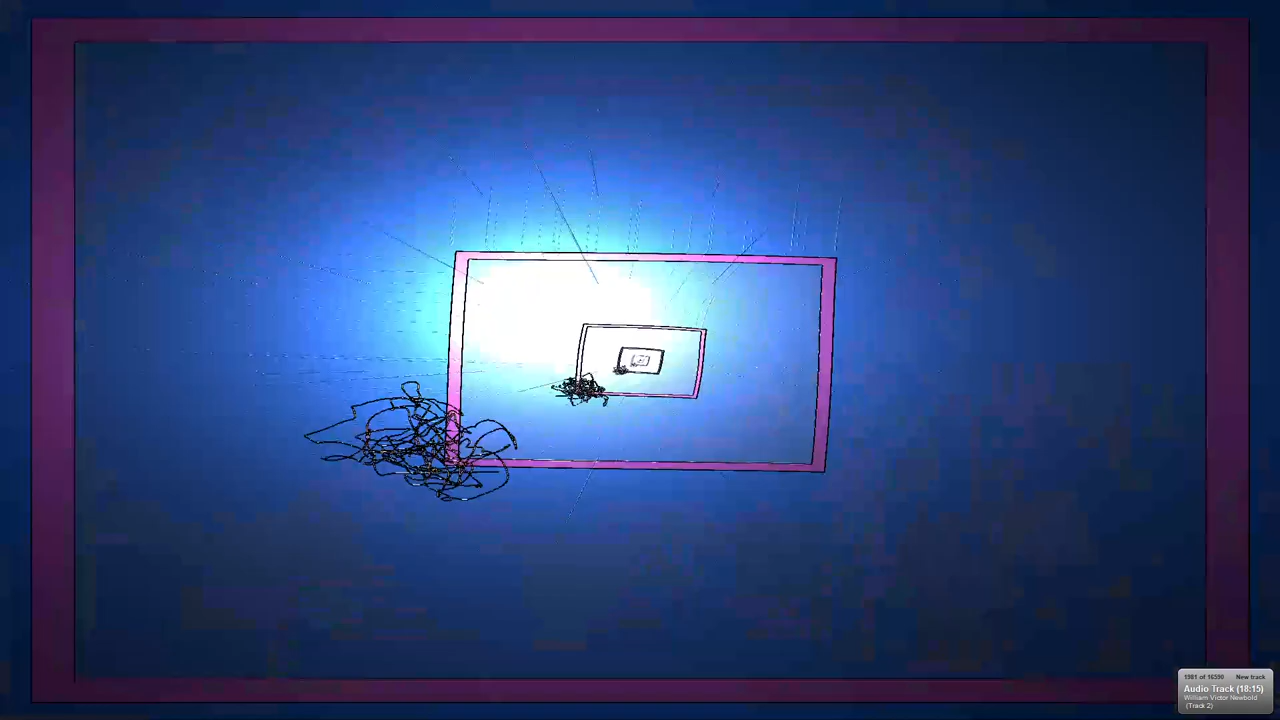 1981 of 16590 New track
Audio Track (18:15)
William Victor Newbold
(Track 2)